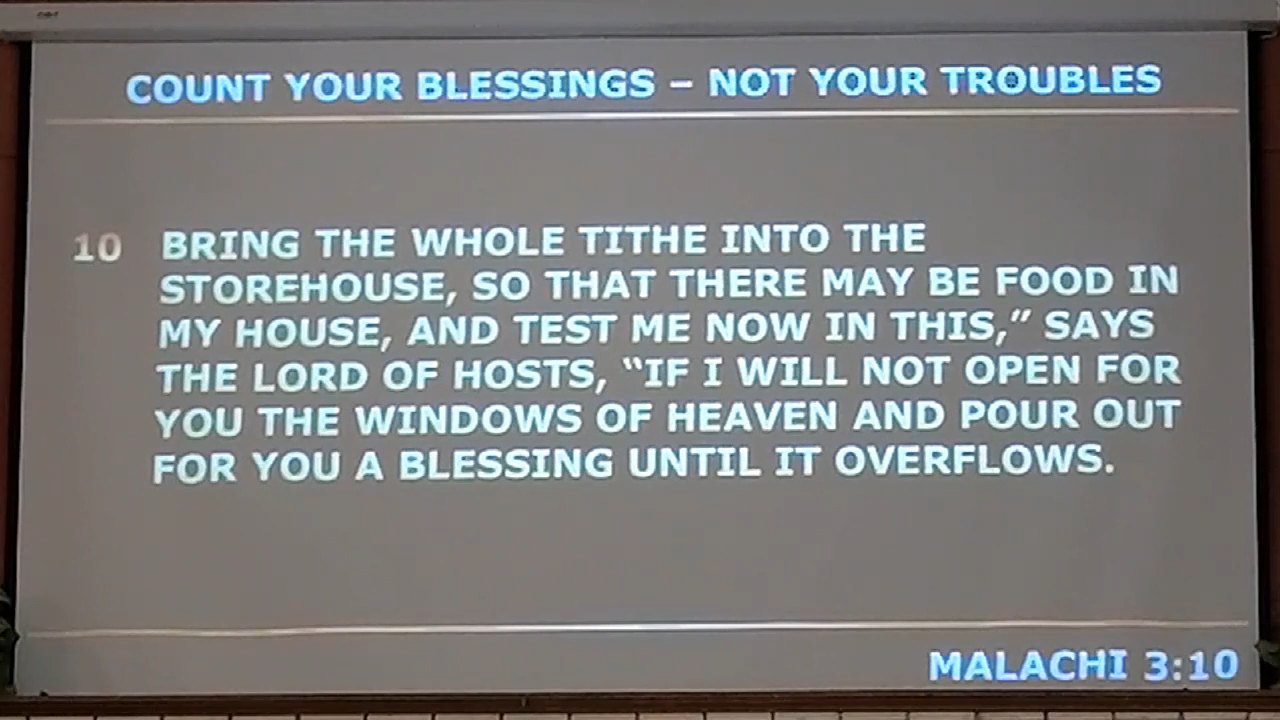 COUNT YOUR BLESSINGS – NOT YOUR TROUBLES
10 BRING THE WHOLE TITHE INTO THE
STOREHOUSE, SO THAT THERE MAY BE FOOD IN
MY HOUSE, AND TEST ME NOW IN THIS,” SAYS
THE LORD OF HOSTS, “IF I WILL NOT OPEN FOR
YOU THE WINDOWS OF HEAVEN AND POUR OUT
FOR YOU A BLESSING UNTIL IT OVERFLOWS.
MALACHI 3:10